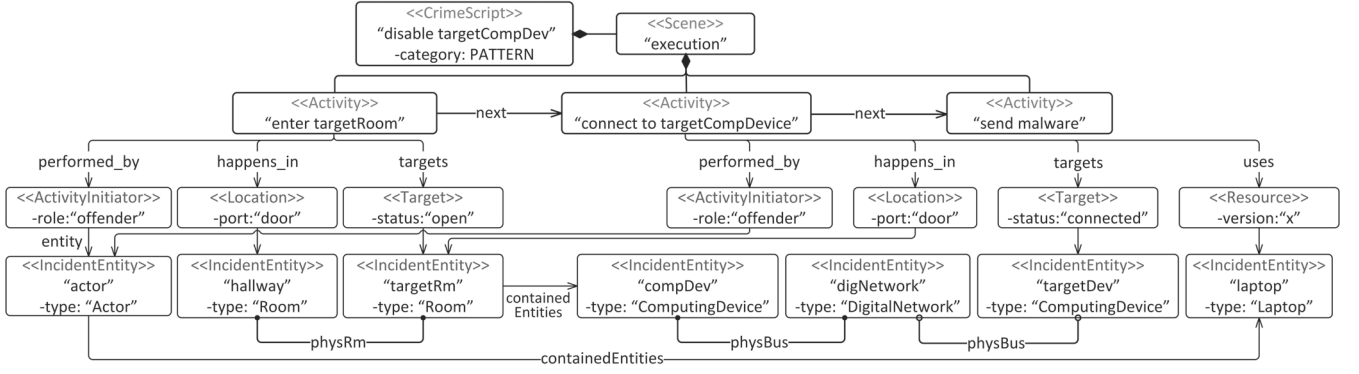 <<CrimeScript>>
“disable targetCompDev”
-category: PATTERN
<<Scene>>
“execution”
<<Activity>>
“enter targetRoom”
next
<<Activity>>
“connect to targetCompDevice”
next
<<Activity>>
“send malware”
performed_by
happens_in
targets
performed_by
happens_in
targets
uses
<<ActivityInitiator>>
-role:“offender”
<<Location>>
-port:“door”
<<Target>>
-status:“open”
<<ActivityInitiator>>
-role:“offender”
<<Location>>
-port:“door”
<<Target>>
-status:“connected”
<<Resource>>
-version:“x”
entity
<<IncidentEntity>>
“actor”
-type: “Actor”
<<IncidentEntity>>
“hallway”
-type: “Room”
<<IncidentEntity>>
“targetRm”
-type: “Room”
contained
Entities
<<IncidentEntity>>
“compDev”
-type: “ComputingDevice”
<<IncidentEntity>>
“digNetwork”
-type: “DigitalNetwork”
<<IncidentEntity>>
“targetDev”
-type: “ComputingDevice”
<<IncidentEntity>>
“laptop”
-type: “Laptop”
physRm
physBus
physBus
containedEntities